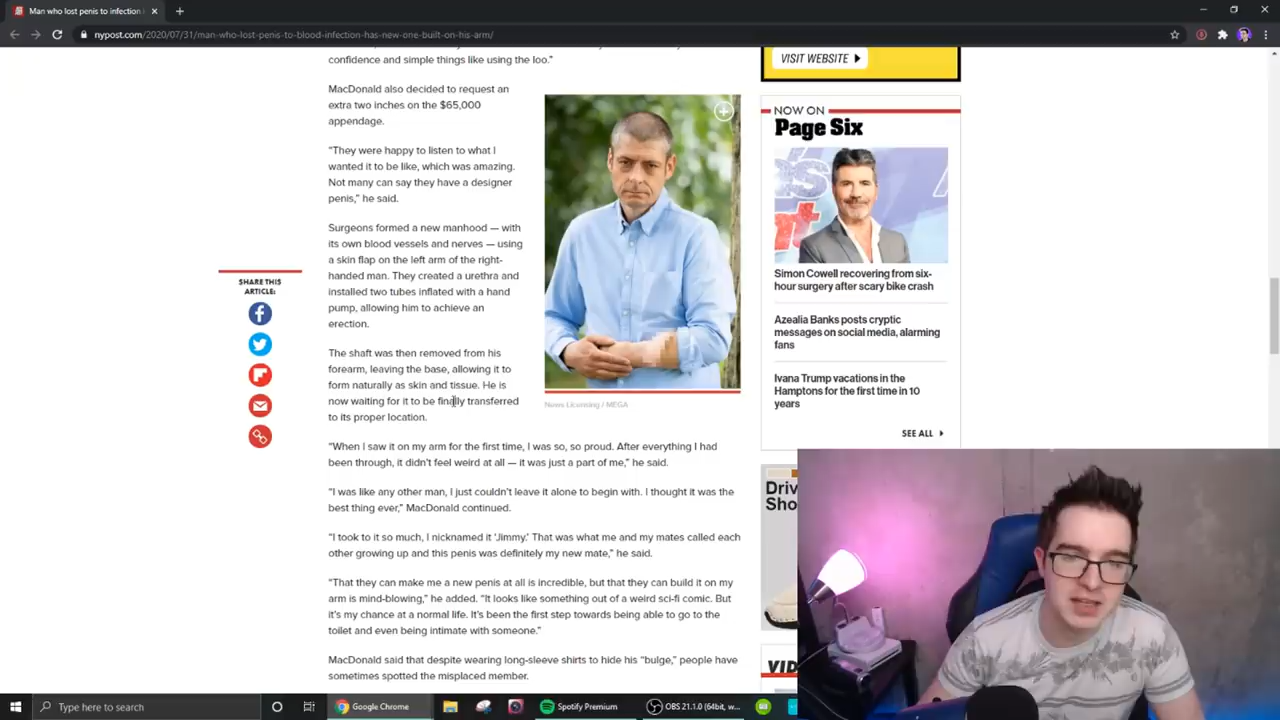 Man who lost penis to infection
nypost.com/2020/07/31/man-who-lost-penis-to-blood-infection-has-new-one-built-on-his-arm/
confidence and simple things like using the loo.”
MacDonald also decided to request an
extra two inches on the $65,000
appendage.
“They were happy to listen to what I
wanted it to be like, which was amazing.
Not many can say they have a designer
penis,” he said.
Surgeons formed a new manhood — with
its own blood vessels and nerves — using
a skin flap on the left arm of the right-
handed man. They created a urethra and
installed two tubes inflated with a hand
pump, allowing him to achieve an
erection.
The shaft was then removed from his
forearm, leaving the base, allowing it to
form naturally as skin and tissue. He is
now waiting for it to be finally transferred
to its proper location.
“When I saw it on my arm for the first time, I was so, so proud. After everything I had
been through, it didn’t feel weird at all — it was just a part of me,” he said.
“I was like any other man, I just couldn’t leave it alone to begin with. I thought it was the
best thing ever,” MacDonald continued.
“I took to it so much, I nicknamed it ‘Jimmy.’ That was what me and my mates called each
other growing up and this penis was definitely my new mate,” he said.
“That they can make me a new penis at all is incredible, but that they can build it on my
arm is mind-blowing,” he added. “It looks like something out of a weird sci-fi comic. But
it’s my chance at a normal life. It’s been the first step towards being able to go to the
toilet and even being intimate with someone.”
MacDonald said that despite wearing long-sleeve shirts to hide his “bulge,” people have
sometimes spotted the misplaced member.
SHARE THIS
ARTICLE:
News Licensing / MEGA
VISIT WEBSITE
NOW ON
Page Six
Simon Cowell recovering from six-
hour surgery after scary bike crash
Azealia Banks posts cryptic
messages on social media, alarming
fans
Ivana Trump vacations in the
Hamptons for the first time in 10
years
SEE ALL
Driv
Sho
VID
Type here to search
Google Chrome
Spotify Premium
OBS 21.1.0 (64bit, w...